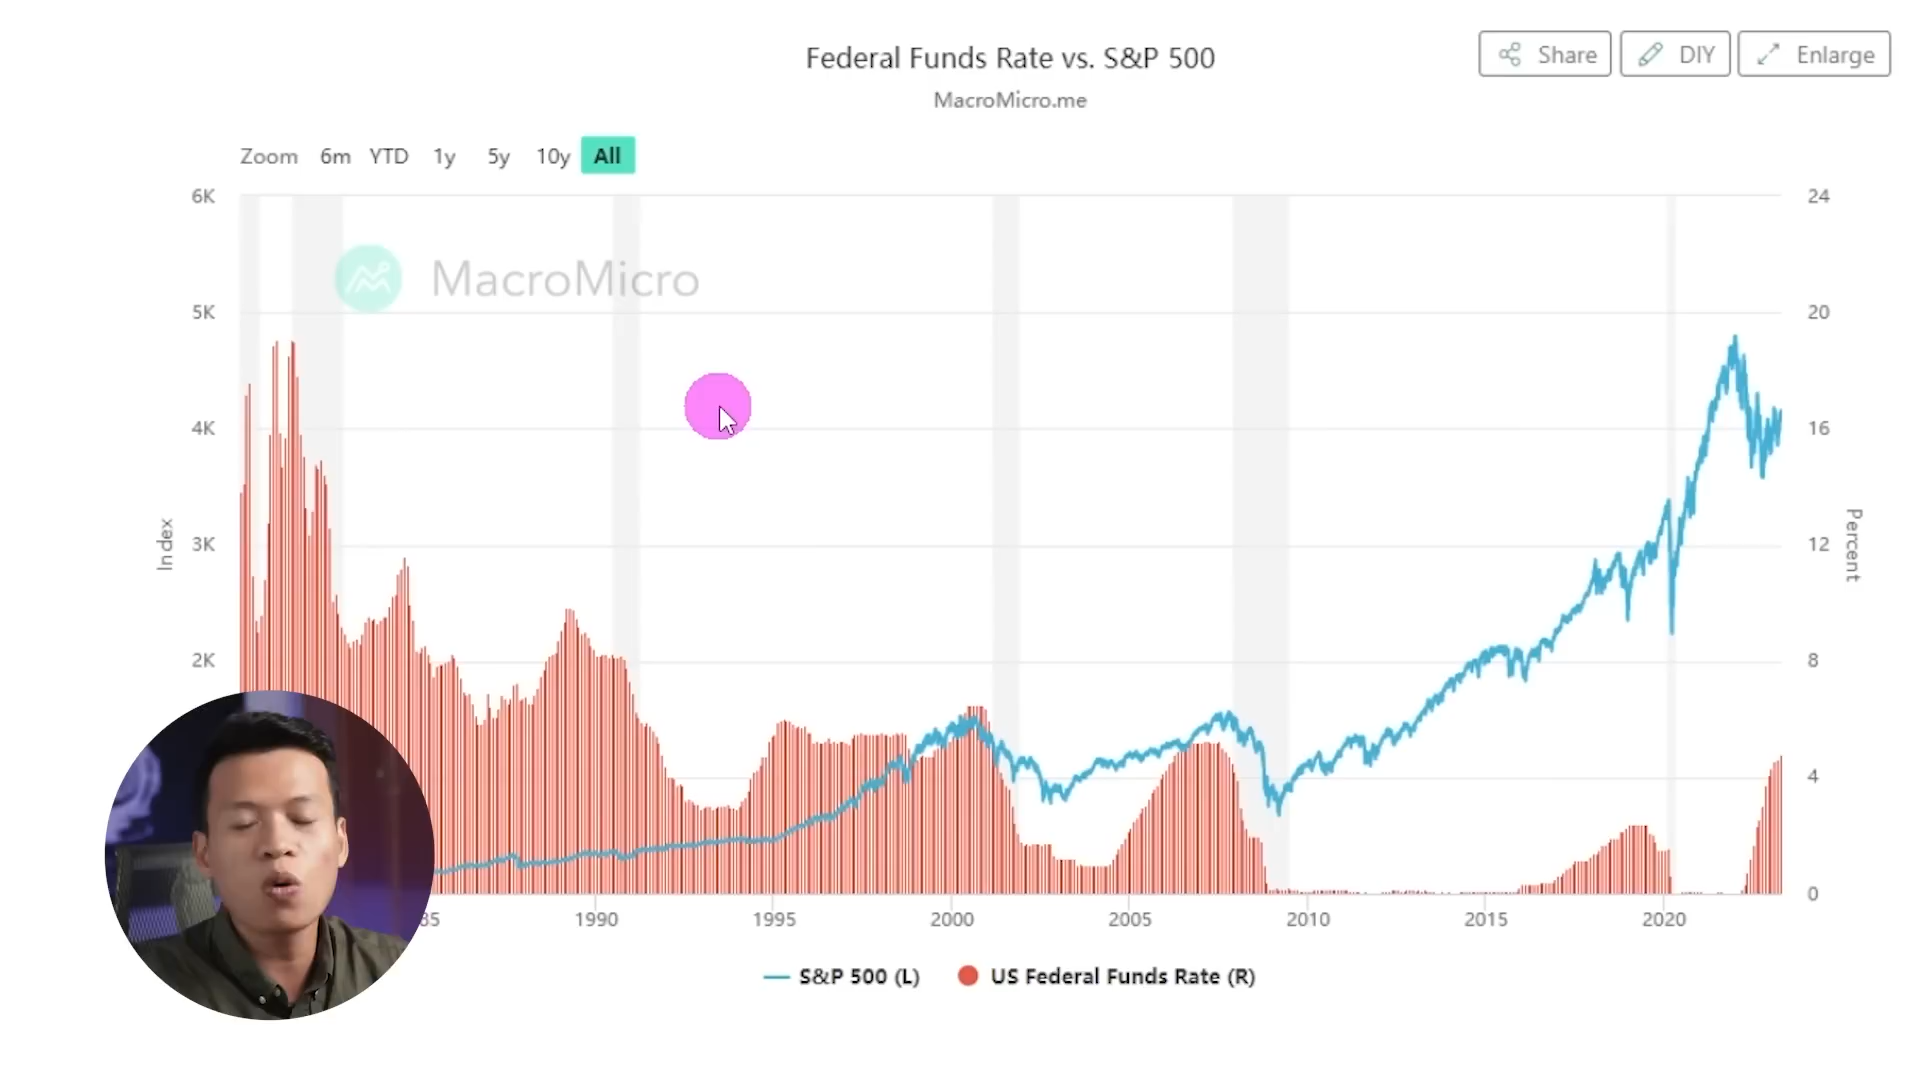 Federal Funds Rate vs. S&P 500
MacroMicro.me
Share
DIY
Enlarge
Zoom 6m YTD 1y 5y 10y All
MacroMicro
6K
5K
4K
3K
2K
Index
24
20
16
12
8
4
0
Percent
85 1990 1995 2000 2005 2010 2015 2020
S&P 500 (L) US Federal Funds Rate (R)